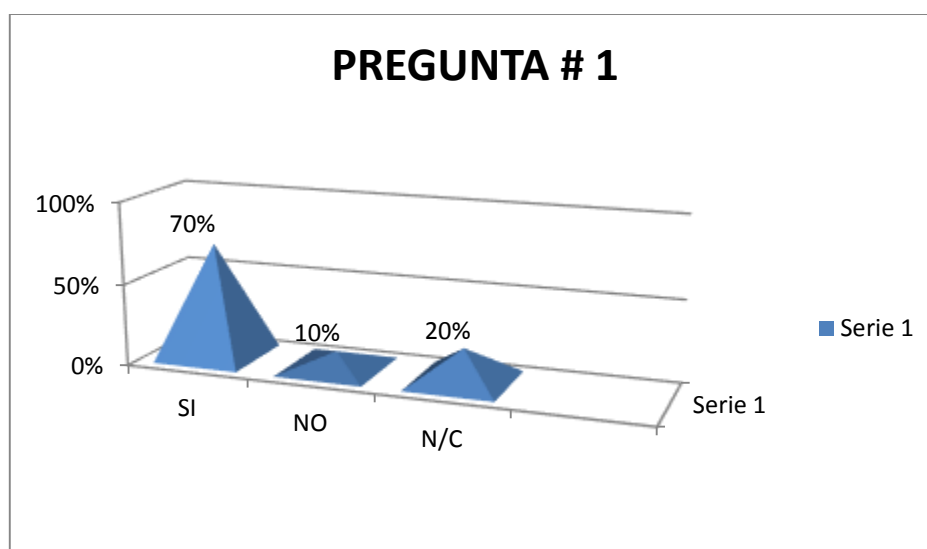 PREGUNTA # 1
100%
70%
50%
10%
20%
0%
Serie 1
Serie 1
SI
NO
N/C